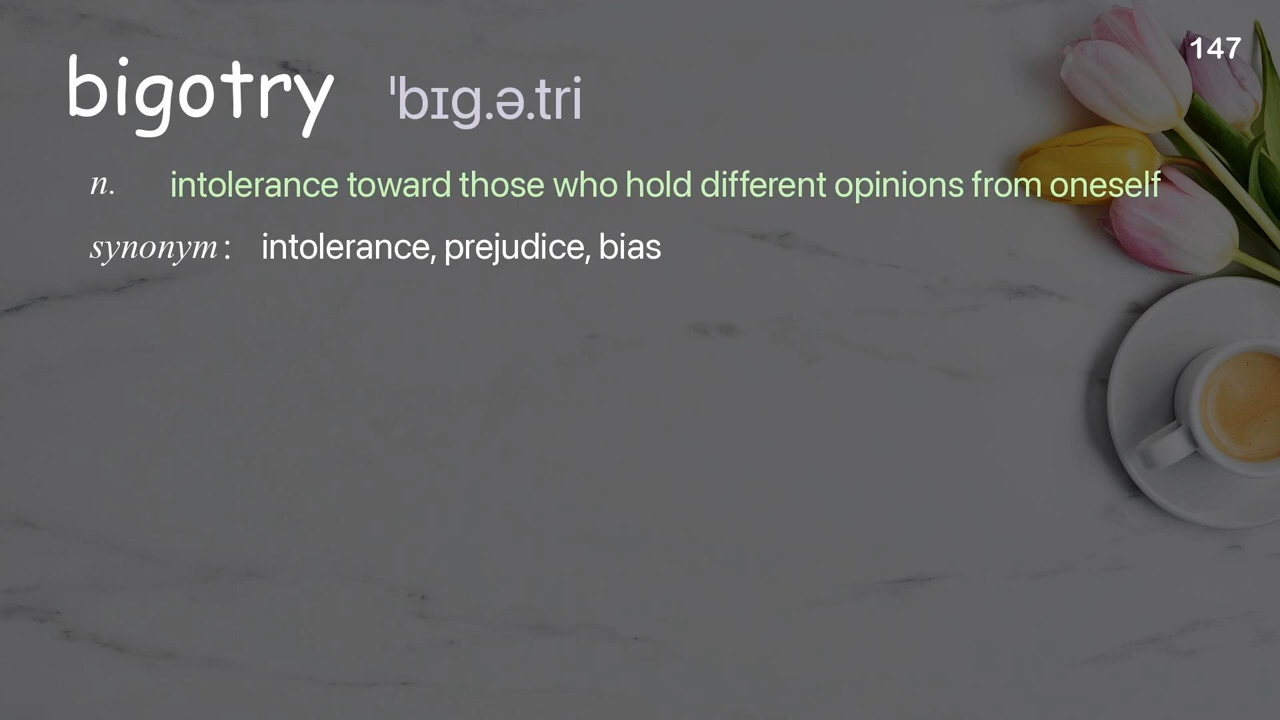 147
bigotry ˈbɪɡ.ə.tri
n. intolerance toward those who hold different opinions from oneself
synonym: intolerance, prejudice, bias